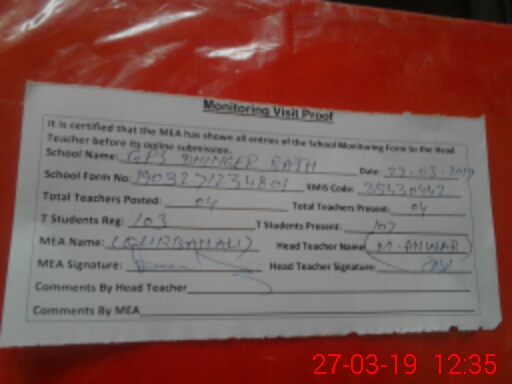 Monitoring Visit Proof
It is certified that the MEA has shown all entries of the School Monitoring Form to the Head
Teacher before its online submission.
School Name: GPS DHINGER BATH Date: 27-03-2019
School Form No: 1903271234801 EMIS Code: 35430442
Total Teachers Posted: 04 Total Teachers Present: 04
T Students Reg: 103 T Students Present: 102
MEA Name: (QURBAN ALI) Head Teacher Name: (M. ANWAR)
MEA Signature: Head Teacher Signature:
Comments By Head Teacher
Comments By MEA
27-03-19 12:35